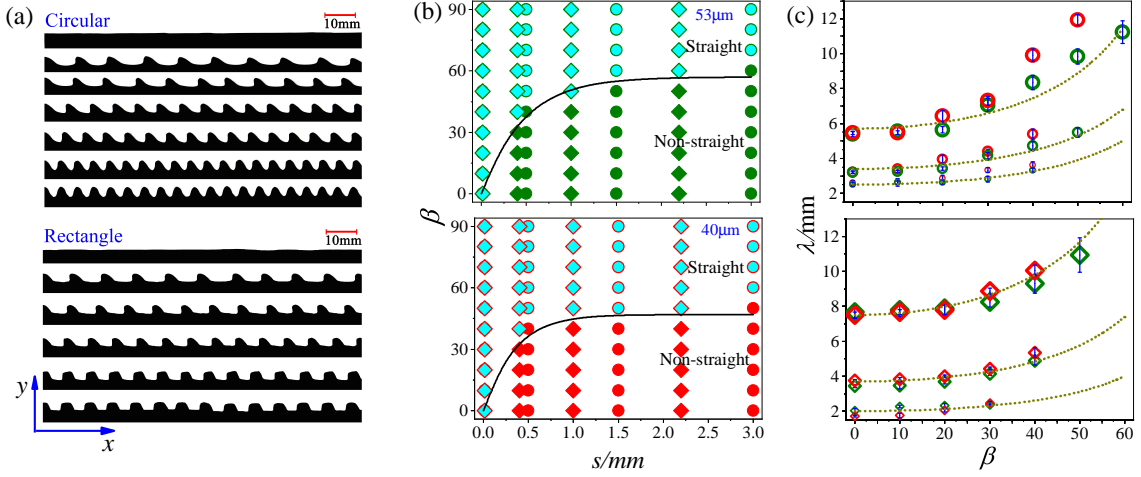 (a)
Circular
10mm
Rectangle
10mm
y
x
(b)
90
60
30
0
53μm
Straight
Non-straight
β
90
60
30
0
40μm
Straight
Non-straight
0.0 0.5 1.0 1.5 2.0 2.5 3.0
s/mm
(c)
12
10
8
6
4
2
λ/mm
12
10
8
6
4
2
0 10 20 30 40 50 60
β